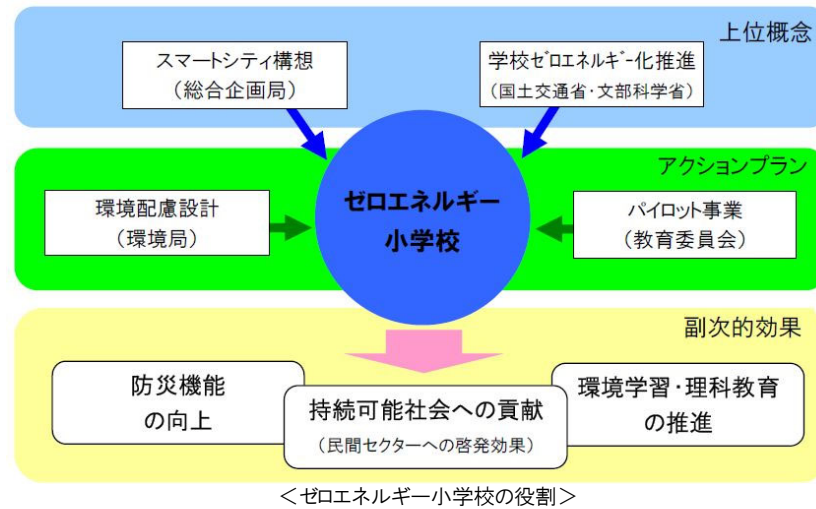 上位概念
スマートシティ構想
（総合企画局）
学校ｾﾞﾛｴﾈﾙｷﾞｰ化推進
（国土交通省・文部科学省）
アクションプラン
ゼロエネルギー
小学校
環境配慮設計
（環境局）
パイロット事業
（教育委員会）
副次的効果
防災機能
の向上
持続可能社会への貢献
（民間セクターへの啓発効果）
環境学習・理科教育
の推進
＜ゼロエネルギー小学校の役割＞